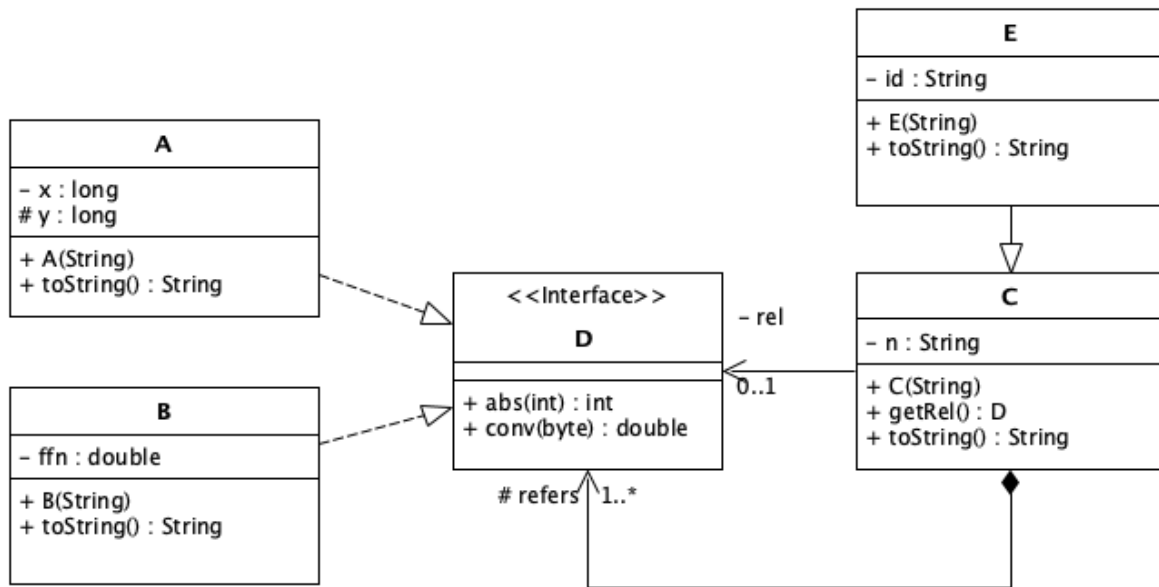 A
– x : long
# y : long
+ A(String)
+ toString() : String
B
– ffn : double
+ B(String)
+ toString() : String
<<Interface>>
D
+ abs(int) : int
+ conv(byte) : double
– rel
0..1
# refers
1..*
E
– id : String
+ E(String)
+ toString() : String
C
– n : String
+ C(String)
+ getRel() : D
+ toString() : String